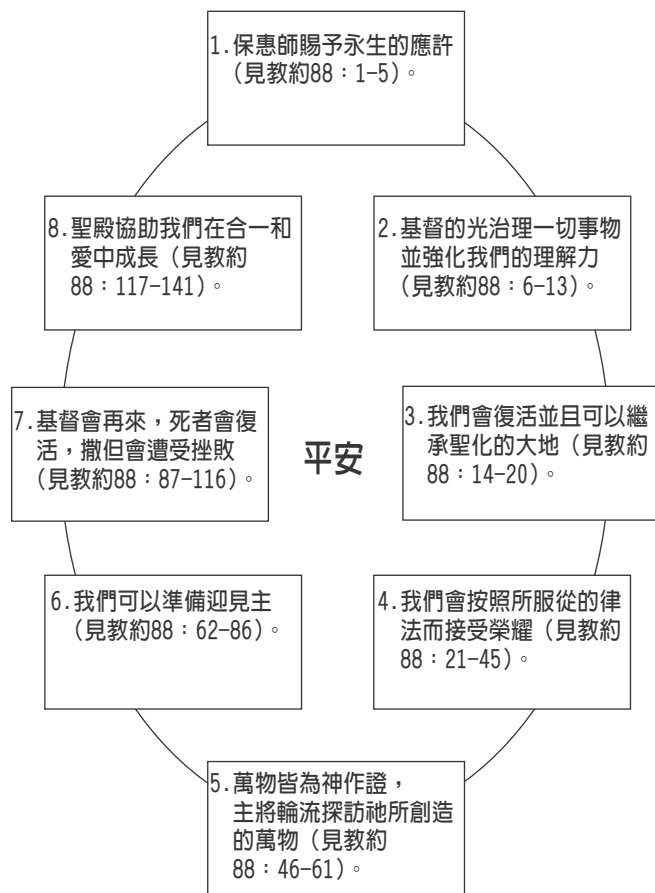 1.保惠師賜予永生的應許
（見教約88：1–5）。
2.基督的光治理一切事物
並強化我們的理解力
（見教約88：6–13）。
3.我們會復活並且可以繼
承聖化的大地（見教約
88：14–20）。
4.我們會按照所服從的律
法而接受榮耀（見教約
88：21–45）。
5.萬物皆為神作證，
主將輪流探訪祂所創造
的萬物（見教約
88：46–61）。
6.我們可以準備迎見主
（見教約88：62–86）。
7.基督會再來，死者會復
活，撒但會遭受挫敗
（見教約88：87–116）。
8.聖殿協助我們在合一和
愛中成長（見教約
88：117–141）。
平安